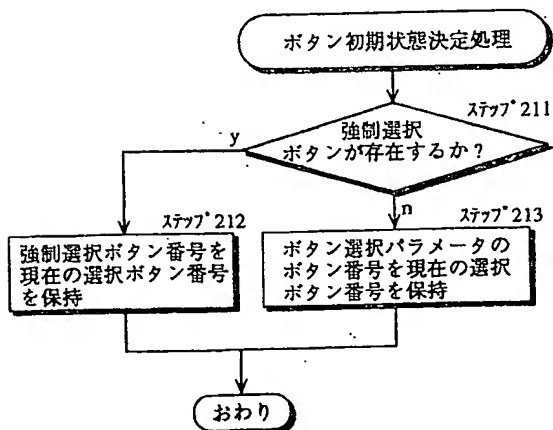 ボタン初期状態決定処理
ステップ211
強制選択
ボタンが存在するか？
y
n
ステップ212
強制選択ボタン番号を
現在の選択ボタン番号
を保持
ステップ213
ボタン選択パラメータの
ボタン番号を現在の選択
ボタン番号を保持
おわり